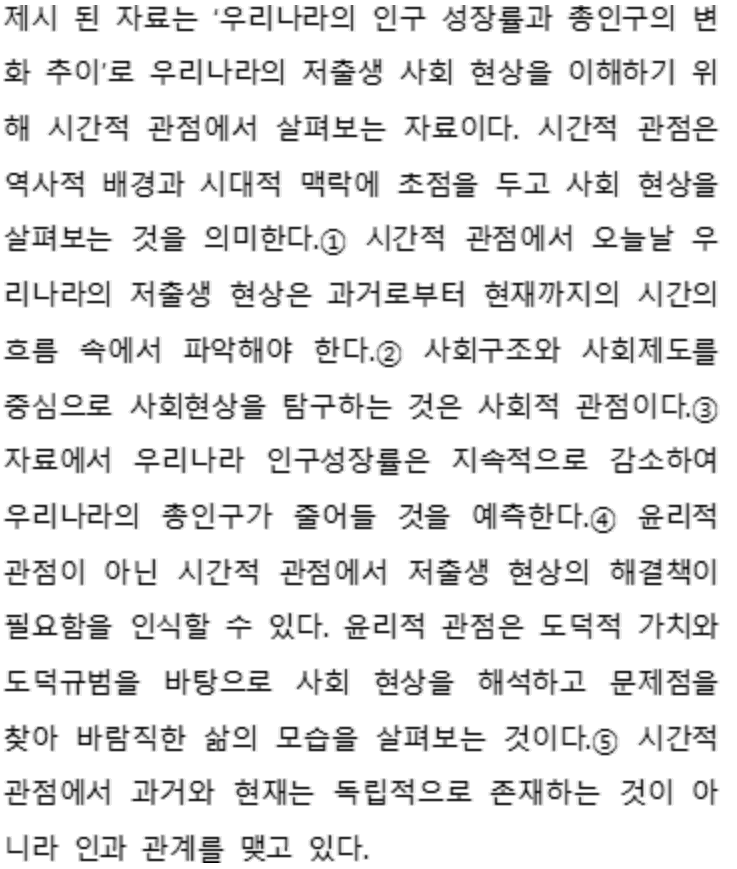 제시 된 자료는 ‘우리나라의 인구 성장률과 총인구의 변
화 추이’로 우리나라의 저출생 사회 현상을 이해하기 위
해 시간적 관점에서 살펴보는 자료이다. 시간적 관점은
역사적 배경과 시대적 맥락에 초점을 두고 사회 현상을
살펴보는 것을 의미한다.① 시간적 관점에서 오늘날 우
리나라의 저출생 현상은 과거로부터 현재까지의 시간의
흐름 속에서 파악해야 한다.② 사회구조와 사회제도를
중심으로 사회현상을 탐구하는 것은 사회적 관점이다.③
자료에서 우리나라 인구성장률은 지속적으로 감소하여
우리나라의 총인구가 줄어들 것을 예측한다.④ 윤리적
관점이 아닌 시간적 관점에서 저출생 현상의 해결책이
필요함을 인식할 수 있다. 윤리적 관점은 도덕적 가치와
도덕규범을 바탕으로 사회 현상을 해석하고 문제점을
찾아 바람직한 삶의 모습을 살펴보는 것이다.⑤ 시간적
관점에서 과거와 현재는 독립적으로 존재하는 것이 아
니라 인과 관계를 맺고 있다.